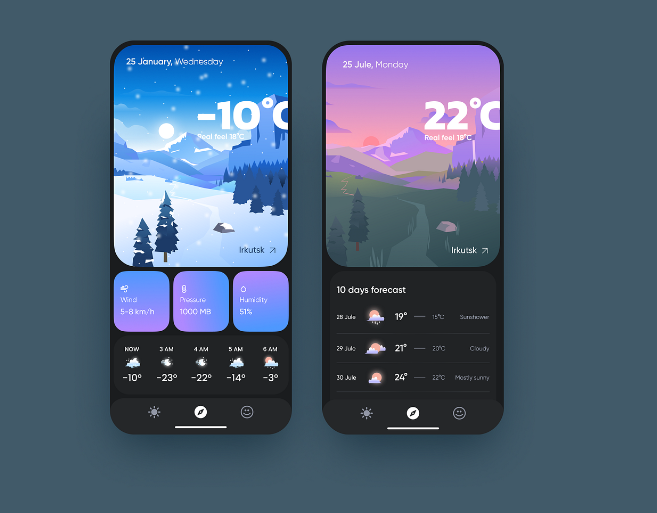 25 January, Wednesday
-10°C
Real feel 18°C
Irkutsk
Wind
5-8 km/h
Pressure
1000 MB
Humidity
51%
NOW 3 AM 4 AM 5 AM 6 AM
-10° -23° -22° -14° -3°
25 Jule, Monday
22°C
Real feel 18°C
Irkutsk
10 days forecast
28 Jule 19° 15°C Sunshower
29 Jule 21° 20°C Cloudy
30 Jule 24° 22°C Mostly sunny